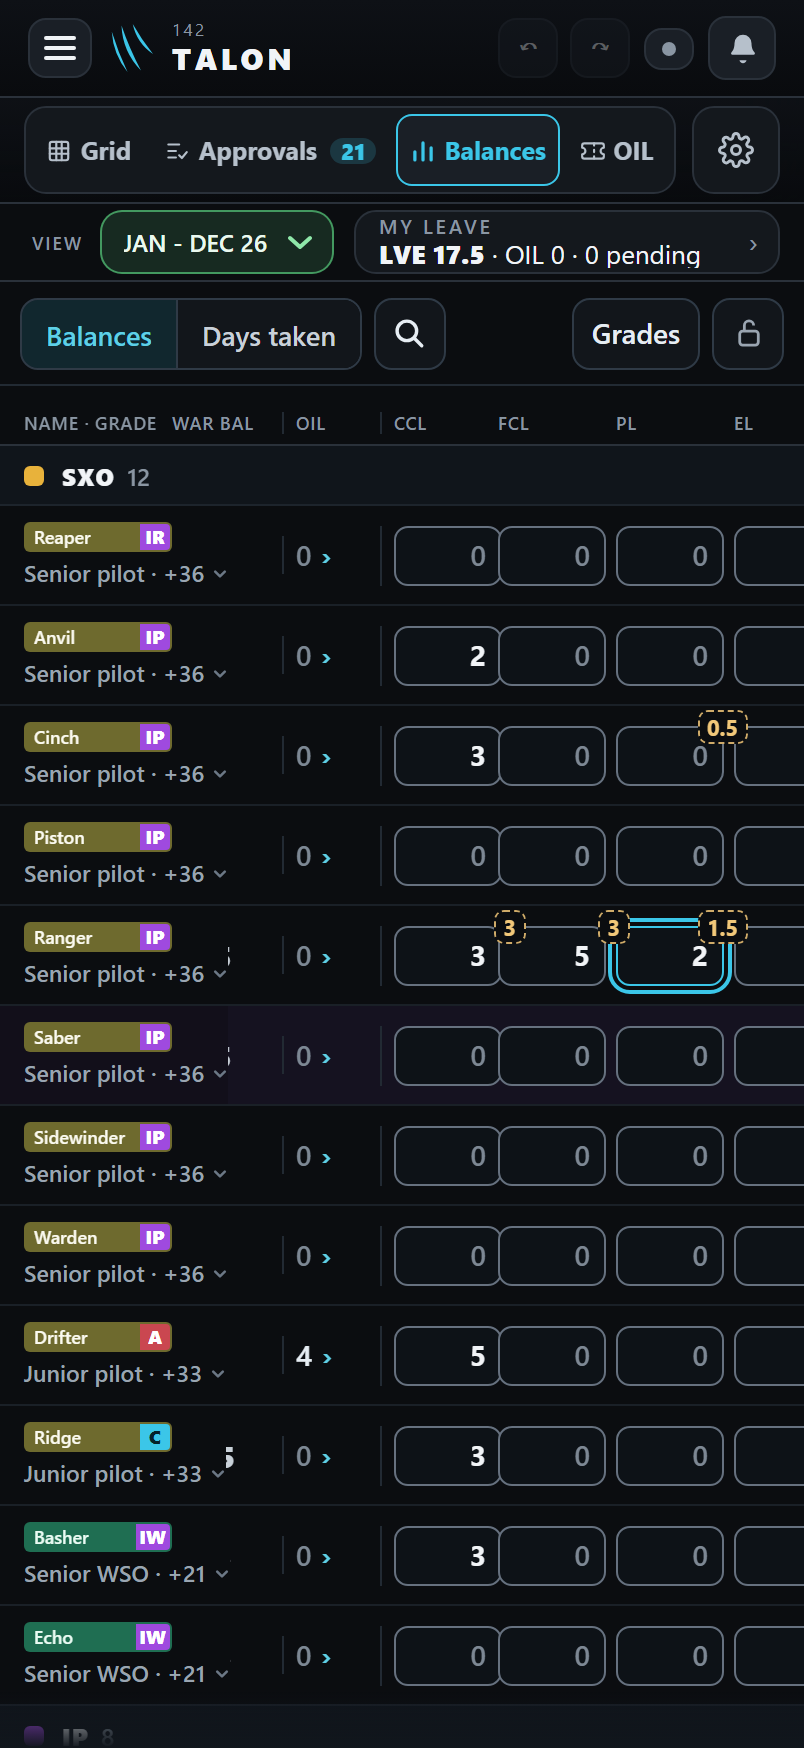 142
TALON
Grid
Approvals 21
Balances
OIL
VIEW
JAN - DEC 26
MY LEAVE
LVE 17.5 · OIL 0 · 0 pending
Balances
Days taken
Grades
NAME · GRADE WAR BAL OIL CCL FCL PL EL
SXO 12
Reaper IR
Senior pilot · +36
0 › 0 0 0
Anvil IP
Senior pilot · +36
0 › 2 0 0
Cinch IP
Senior pilot · +36
0.5
0 › 3 0 0
Piston IP
Senior pilot · +36
0 › 0 0 0
Ranger IP
Senior pilot · +36
3 3 1.5
0 › 3 5 2
Saber IP
Senior pilot · +36
0 › 0 0 0
Sidewinder IP
Senior pilot · +36
0 › 0 0 0
Warden IP
Senior pilot · +36
0 › 0 0 0
Drifter A
Junior pilot · +33
4 › 5 0 0
Ridge C
Junior pilot · +33
0 › 3 0 0
Basher IW
Senior WSO · +21
0 › 3 0 0
Echo IW
Senior WSO · +21
0 › 0 0 0
IP 8